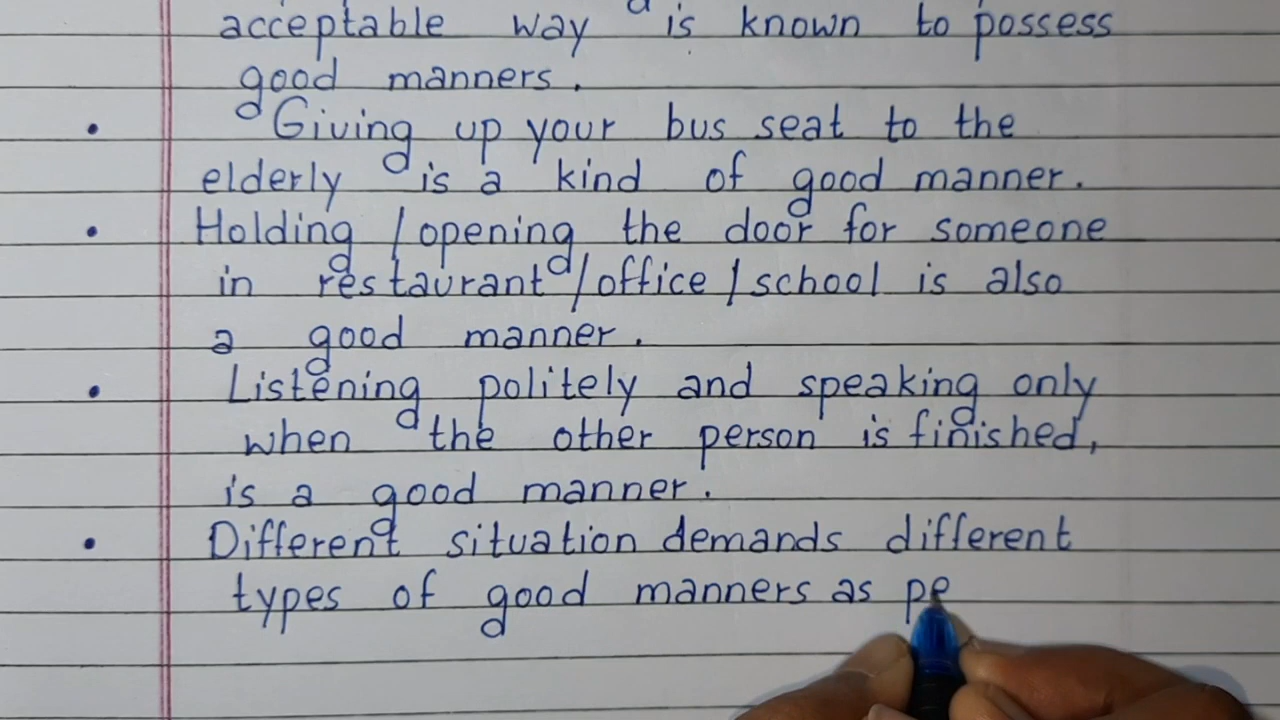 acceptable way is known to possess
good manners.
• Giving up your bus seat to the
elderly is a kind of good manner.
• Holding /opening the door for someone
in restaurant /office /school is also
a good manner.
• Listening politely and speaking only
when the other person is finished,
is a good manner.
• Different situation demands different
types of good manners as pe